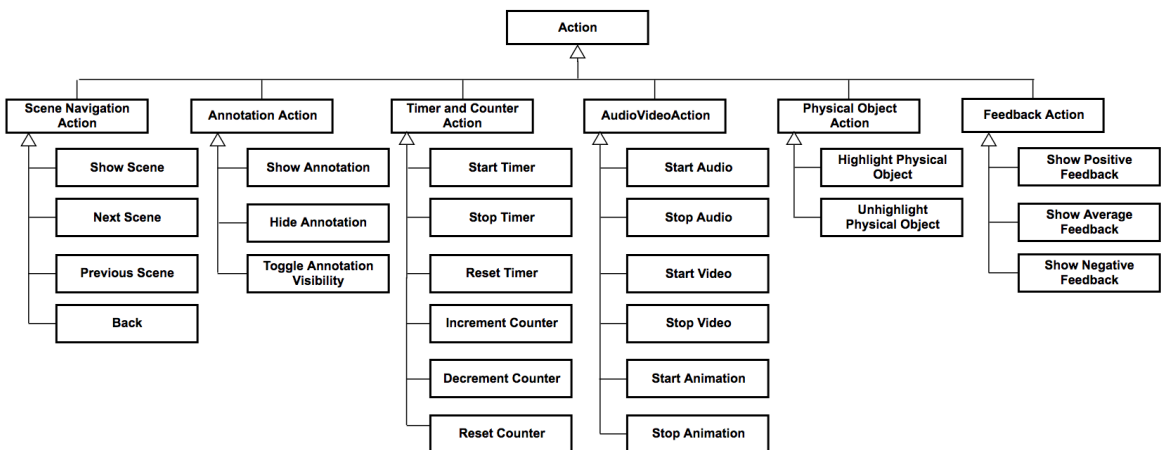 Action
Scene Navigation
Action
Annotation Action
Timer and Counter
Action
AudioVideoAction
Physical Object
Action
Feedback Action
Show Scene
Next Scene
Previous Scene
Back
Show Annotation
Hide Annotation
Toggle Annotation
Visibility
Start Timer
Stop Timer
Reset Timer
Increment Counter
Decrement Counter
Reset Counter
Start Audio
Stop Audio
Start Video
Stop Video
Start Animation
Stop Animation
Highlight Physical
Object
Unhighlight
Physical Object
Show Positive
Feedback
Show Average
Feedback
Show Negative
Feedback